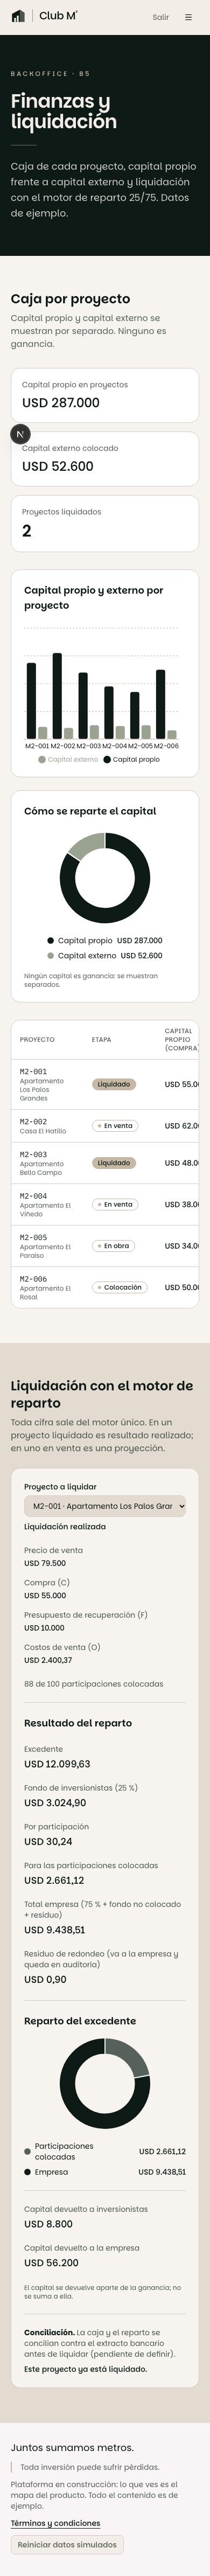 Club M²
Salir
BACKOFFICE · B5
Finanzas y
liquidación
Caja de cada proyecto, capital propio
frente a capital externo y liquidación
con el motor de reparto 25/75. Datos
de ejemplo.
Caja por proyecto
Capital propio y capital externo se
muestran por separado. Ninguno es
ganancia.
Capital propio en proyectos
USD 287.000
N
Capital externo colocado
USD 52.600
Proyectos liquidados
2
Capital propio y externo por
proyecto
M2-001 M2-002 M2-003 M2-004 M2-005 M2-006
Capital externo Capital propio
Cómo se reparte el capital
Capital propio USD 287.000
Capital externo USD 52.600
Ningún capital es ganancia: se muestran
separados.
PROYECTO ETAPA CAPITAL
PROPIO
(COMPRA)
M2-001
Apartamento
Los Palos
Grandes
Liquidado
USD 55.00
M2-002
Casa El Hatillo
En venta
USD 62.00
M2-003
Apartamento
Bello Campo
Liquidado
USD 48.00
M2-004
Apartamento El
Viñedo
En venta
USD 38.00
M2-005
Apartamento El
Paraíso
En obra
USD 34.00
M2-006
Apartamento El
Rosal
Colocación
USD 50.00
Liquidación con el motor de
reparto
Toda cifra sale del motor único. En un
proyecto liquidado es resultado realizado;
en uno en venta es una proyección.
Proyecto a liquidar
M2-001 · Apartamento Los Palos Grar
Liquidación realizada
Precio de venta
USD 79.500
Compra (C)
USD 55.000
Presupuesto de recuperación (F)
USD 10.000
Costos de venta (O)
USD 2.400,37
88 de 100 participaciones colocadas
Resultado del reparto
Excedente
USD 12.099,63
Fondo de inversionistas (25 %)
USD 3.024,90
Por participación
USD 30,24
Para las participaciones colocadas
USD 2.661,12
Total empresa (75 % + fondo no colocado
+ residuo)
USD 9.438,51
Residuo de redondeo (va a la empresa y
queda en auditoría)
USD 0,90
Reparto del excedente
Participaciones
colocadas
USD 2.661,12
Empresa USD 9.438,51
Capital devuelto a inversionistas
USD 8.800
Capital devuelto a la empresa
USD 56.200
El capital se devuelve aparte de la ganancia; no
se suma a ella.
Conciliación. La caja y el reparto se
concilian contra el extracto bancario
antes de liquidar (pendiente de definir).
Este proyecto ya está liquidado.
Juntos sumamos metros.
Toda inversión puede sufrir pérdidas.
Plataforma en construcción: lo que ves es el
mapa del producto. Todo el contenido es de
ejemplo.
Términos y condiciones
Reiniciar datos simulados